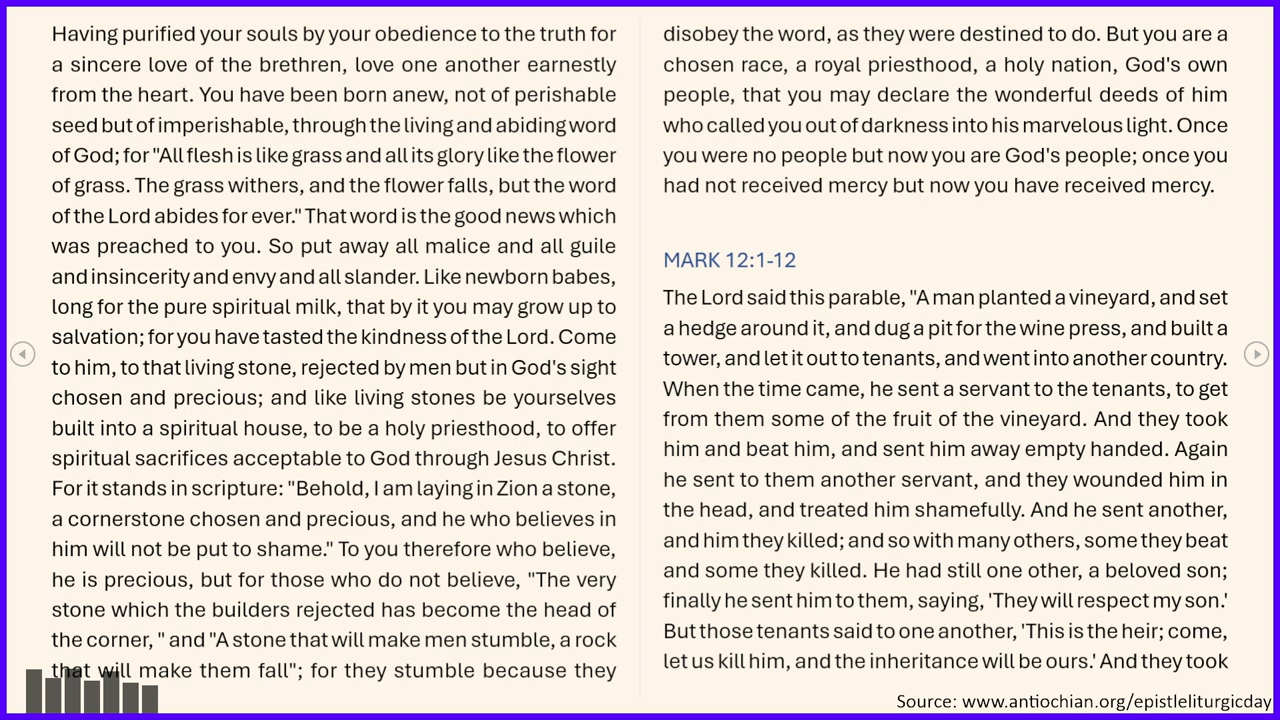 Having purified your souls by your obedience to the truth for
a sincere love of the brethren, love one another earnestly
from the heart. You have been born anew, not of perishable
seed but of imperishable, through the living and abiding word
of God; for "All flesh is like grass and all its glory like the flower
of grass. The grass withers, and the flower falls, but the word
of the Lord abides for ever." That word is the good news which
was preached to you. So put away all malice and all guile
and insincerity and envy and all slander. Like newborn babes,
long for the pure spiritual milk, that by it you may grow up to
salvation; for you have tasted the kindness of the Lord. Come
to him, to that living stone, rejected by men but in God's sight
chosen and precious; and like living stones be yourselves
built into a spiritual house, to be a holy priesthood, to offer
spiritual sacrifices acceptable to God through Jesus Christ.
For it stands in scripture: "Behold, I am laying in Zion a stone,
a cornerstone chosen and precious, and he who believes in
him will not be put to shame." To you therefore who believe,
he is precious, but for those who do not believe, "The very
stone which the builders rejected has become the head of
the corner, " and "A stone that will make men stumble, a rock
that will make them fall"; for they stumble because they
disobey the word, as they were destined to do. But you are a
chosen race, a royal priesthood, a holy nation, God's own
people, that you may declare the wonderful deeds of him
who called you out of darkness into his marvelous light. Once
you were no people but now you are God's people; once you
had not received mercy but now you have received mercy.
MARK 12:1-12
The Lord said this parable, "A man planted a vineyard, and set
a hedge around it, and dug a pit for the wine press, and built a
tower, and let it out to tenants, and went into another country.
When the time came, he sent a servant to the tenants, to get
from them some of the fruit of the vineyard. And they took
him and beat him, and sent him away empty handed. Again
he sent to them another servant, and they wounded him in
the head, and treated him shamefully. And he sent another,
and him they killed; and so with many others, some they beat
and some they killed. He had still one other, a beloved son;
finally he sent him to them, saying, 'They will respect my son.'
But those tenants said to one another, 'This is the heir; come,
let us kill him, and the inheritance will be ours.' And they took
Source: www.antiochian.org/epistleliturgicday